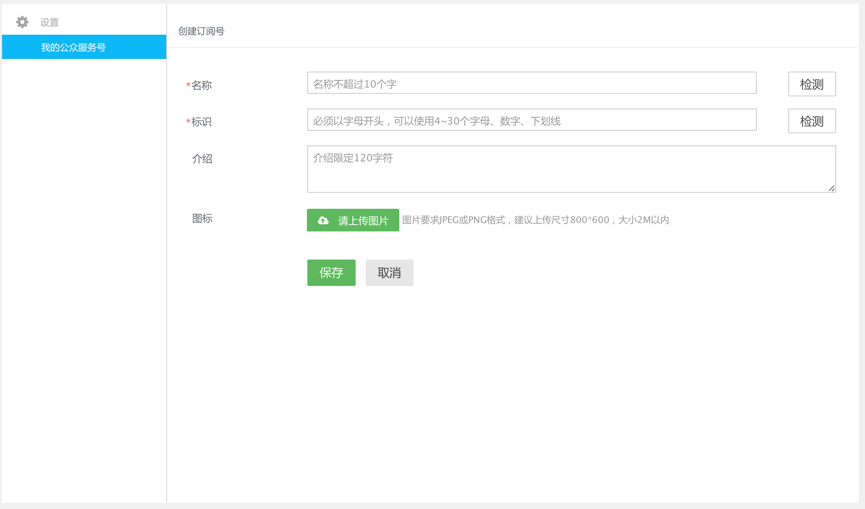 设置
我的公众服务号
创建订阅号
*名称
名称不超过10个字
检测
*标识
必须以字母开头，可以使用4~30个字母、数字、下划线
检测
介绍
介绍限定120字符
图标
请上传图片 图片要求JPEG或PNG格式，建议上传尺寸800*600，大小2M以内
保存
取消